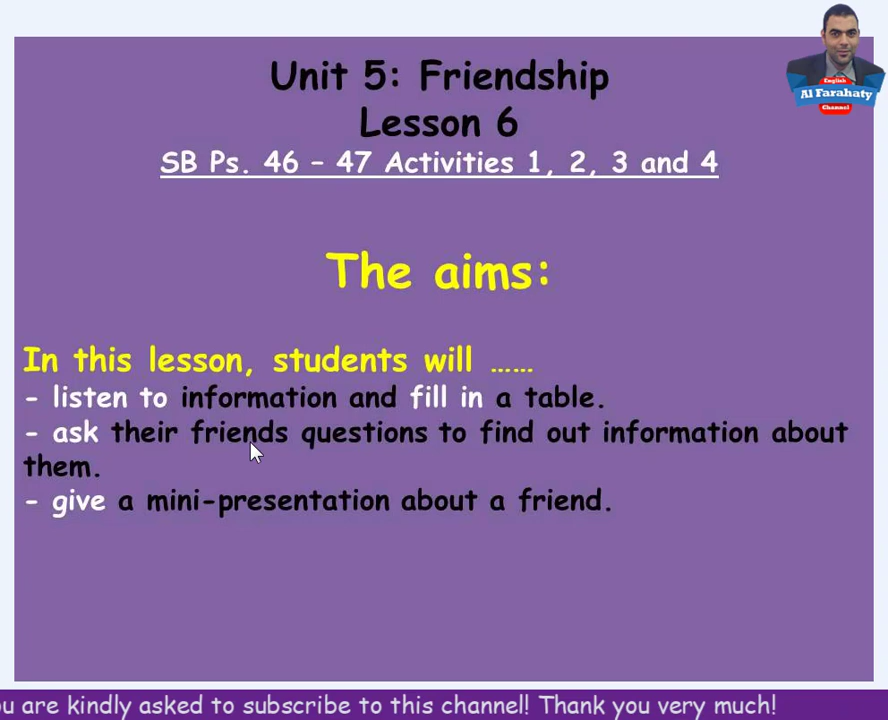 Unit 5: Friendship
Lesson 6
SB Ps. 46 – 47 Activities 1, 2, 3 and 4
English
Al Farahaty
Channel
The aims:
In this lesson, students will ……
- listen to information and fill in a table.
- ask their friends questions to find out information about
them.
- give a mini-presentation about a friend.
ou are kindly asked to subscribe to this channel! Thank you very much!